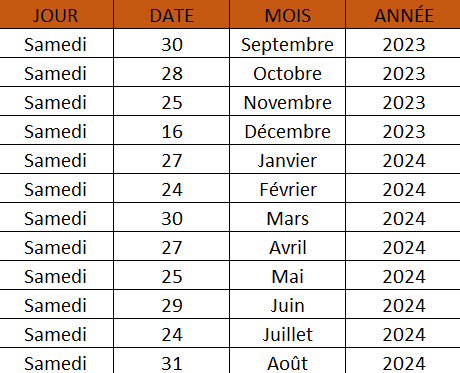 JOUR DATE MOIS ANNÉE
Samedi 30 Septembre 2023
Samedi 28 Octobre 2023
Samedi 25 Novembre 2023
Samedi 16 Décembre 2023
Samedi 27 Janvier 2024
Samedi 24 Février 2024
Samedi 30 Mars 2024
Samedi 27 Avril 2024
Samedi 25 Mai 2024
Samedi 29 Juin 2024
Samedi 24 Juillet 2024
Samedi 31 Août 2024